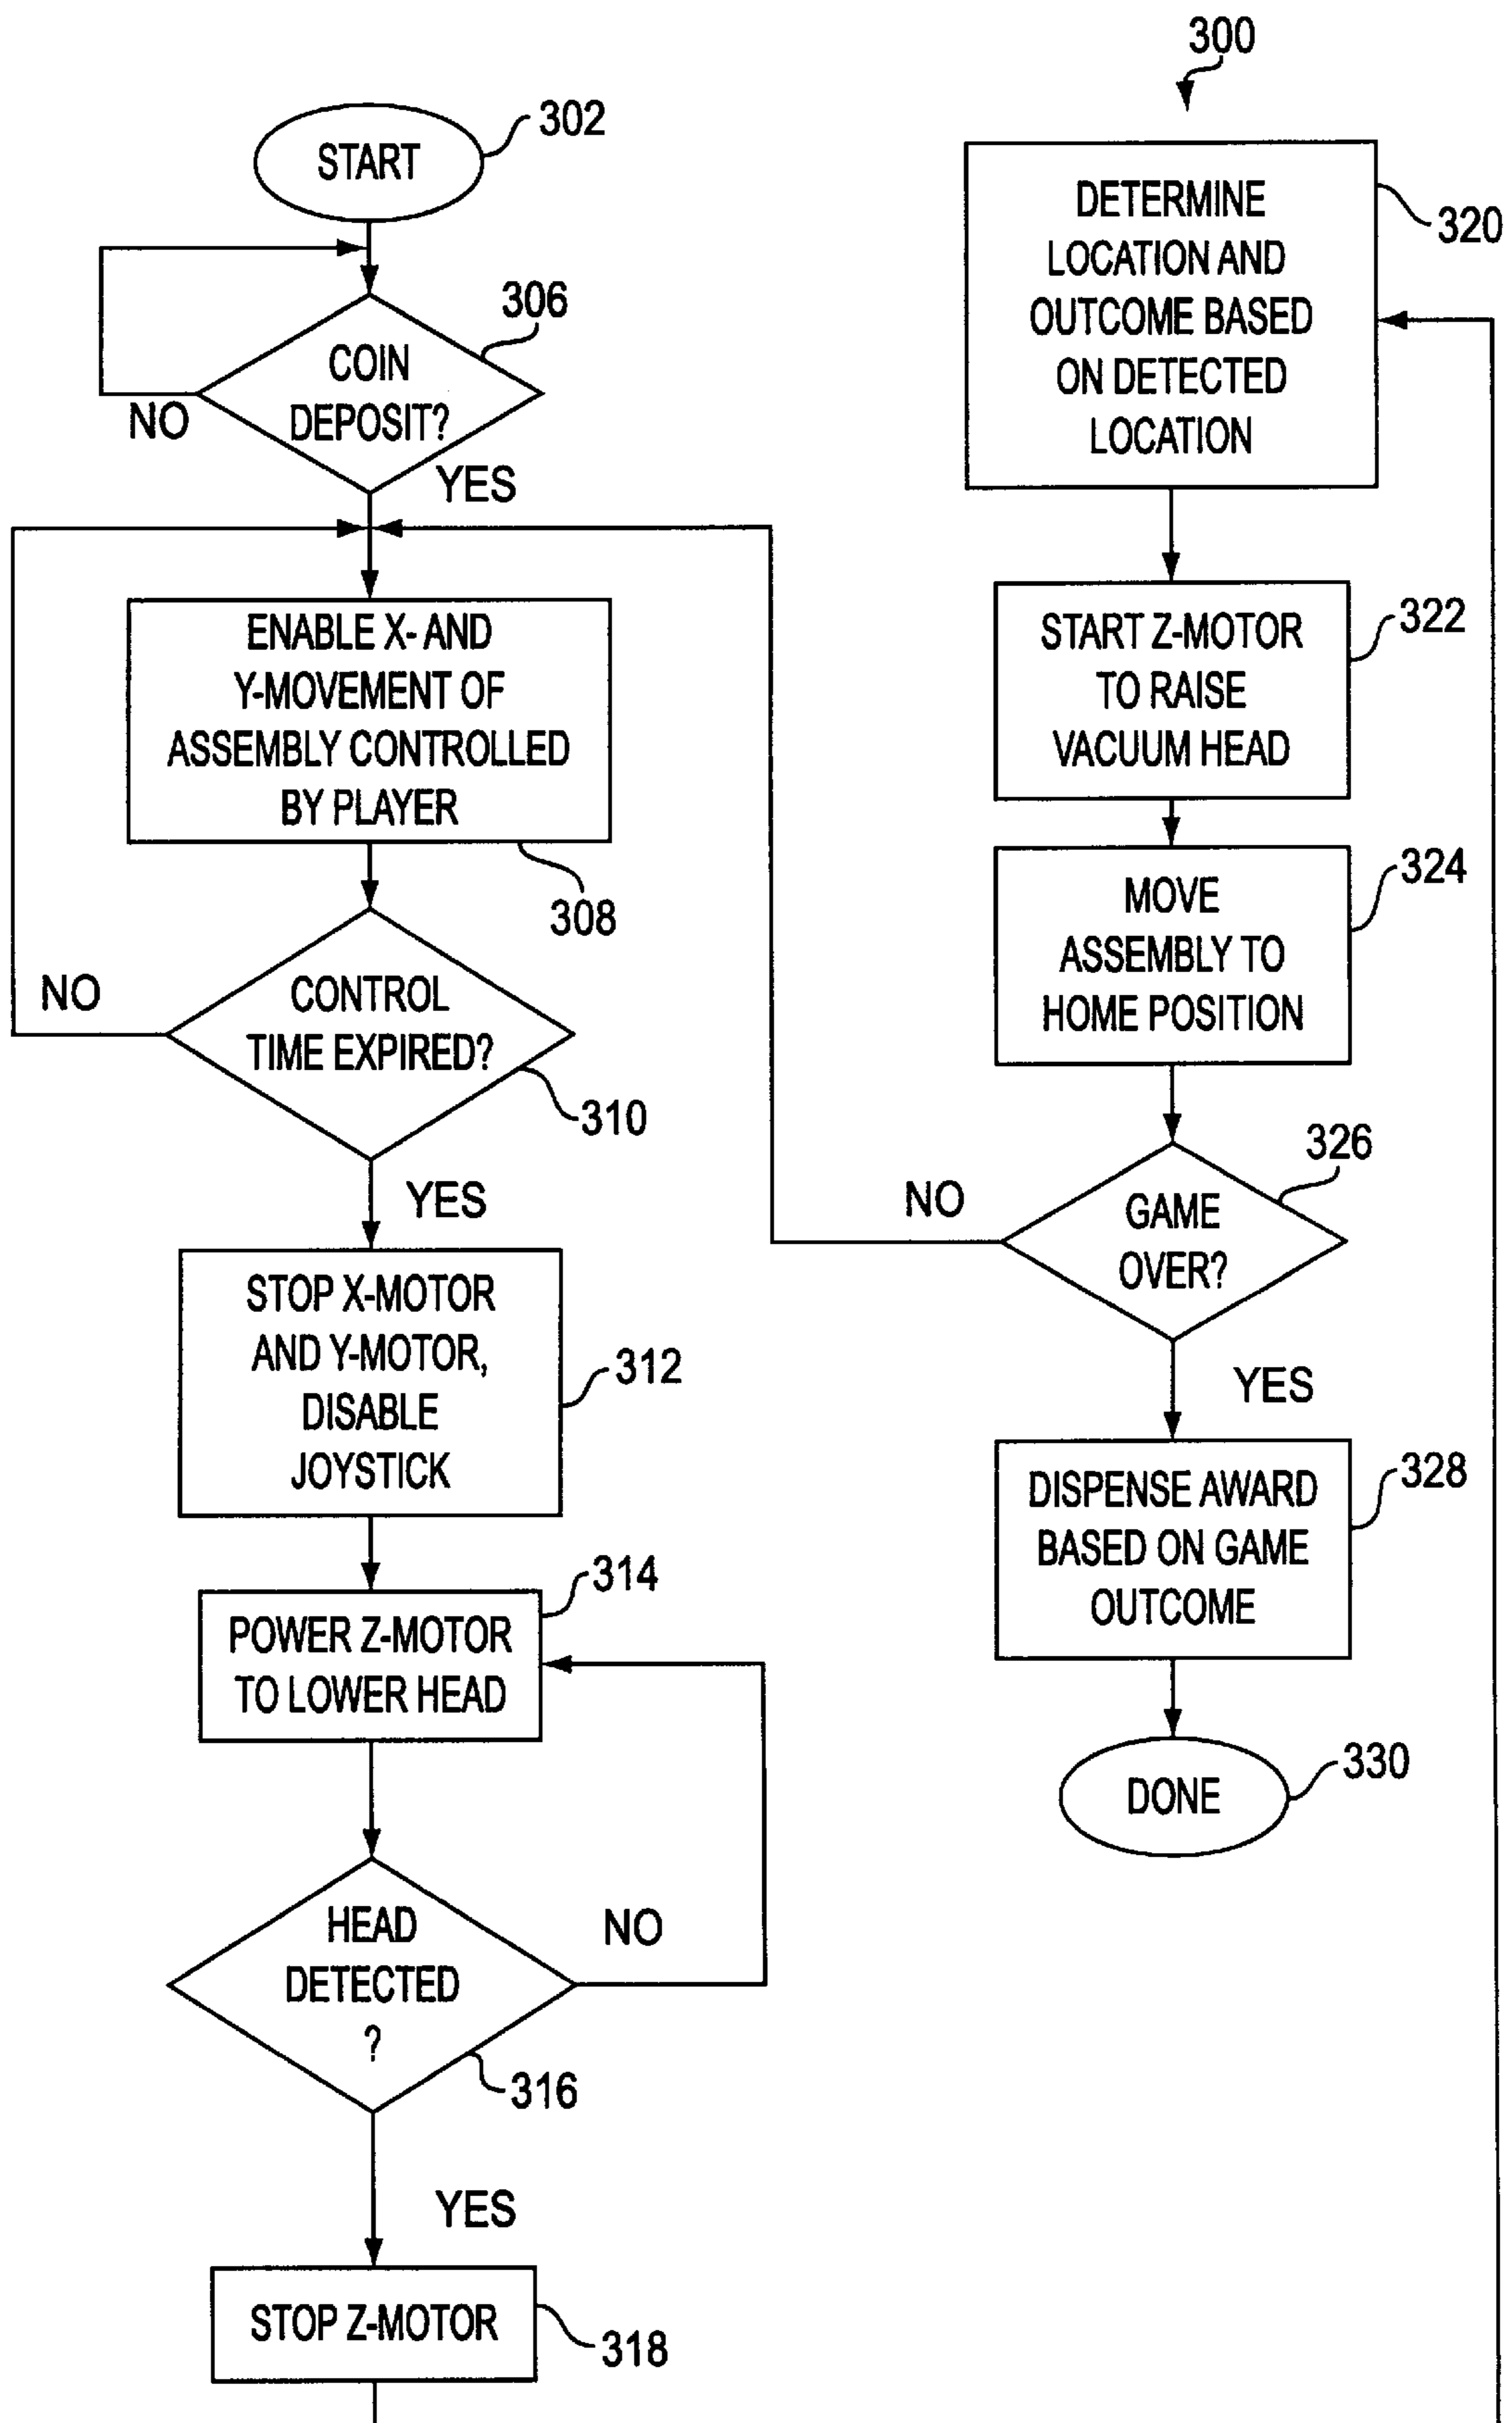 300
START
302
COIN
DEPOSIT?
306
NO
YES
ENABLE X- AND
Y-MOVEMENT OF
ASSEMBLY CONTROLLED
BY PLAYER
308
CONTROL
TIME EXPIRED?
310
NO
YES
STOP X-MOTOR
AND Y-MOTOR,
DISABLE
JOYSTICK
312
POWER Z-MOTOR
TO LOWER HEAD
314
HEAD
DETECTED
?
316
NO
YES
STOP Z-MOTOR
318
DETERMINE
LOCATION AND
OUTCOME BASED
ON DETECTED
LOCATION
320
START Z-MOTOR
TO RAISE
VACUUM HEAD
322
MOVE
ASSEMBLY TO
HOME POSITION
324
GAME
OVER?
326
NO
YES
DISPENSE AWARD
BASED ON GAME
OUTCOME
328
DONE
330